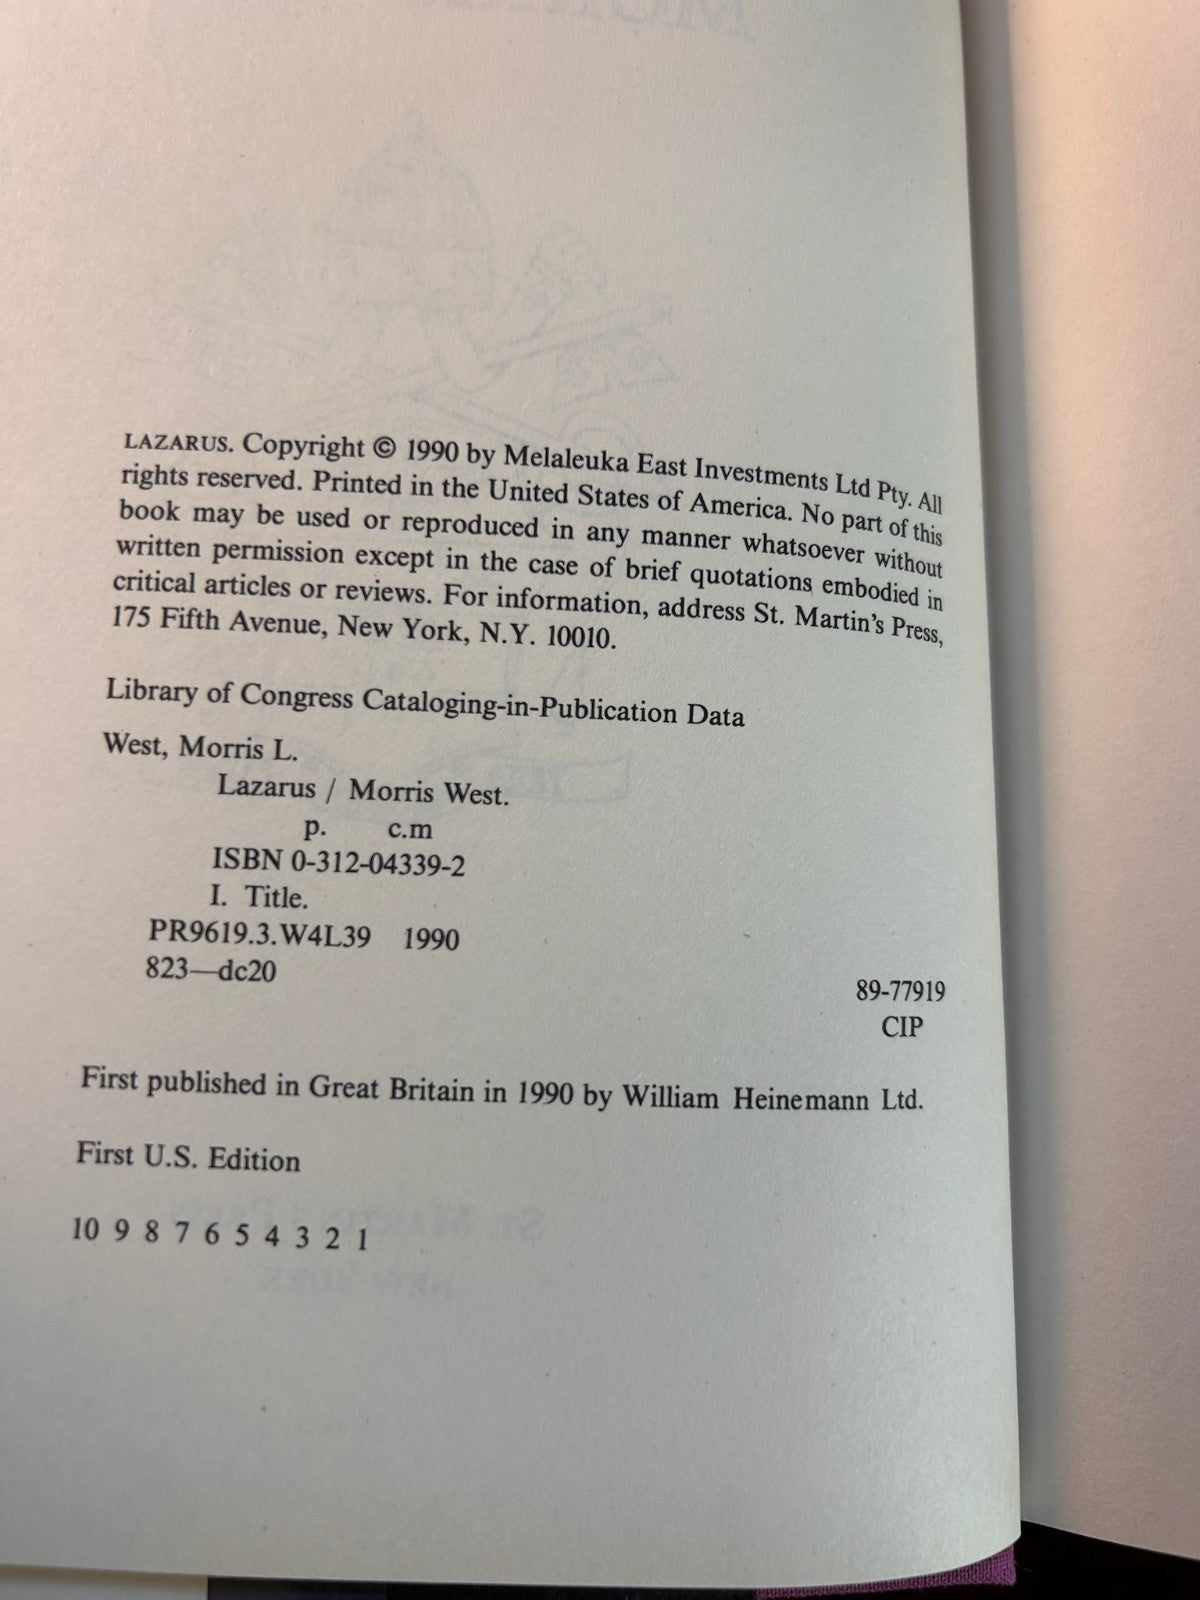 LAZARUS. Copyright © 1990 by Melaleuka East Investments Ltd Pty. All
rights reserved. Printed in the United States of America. No part of this
book may be used or reproduced in any manner whatsoever without
written permission except in the case of brief quotations embodied in
critical articles or reviews. For information, address St. Martin's Press,
175 Fifth Avenue, New York, N.Y. 10010.
Library of Congress Cataloging-in-Publication Data
West, Morris L.
Lazarus / Morris West.
p. c.m
ISBN 0-312-04339-2
I. Title.
PR9619.3.W4L39 1990
823—dc20
89-77919
CIP
First published in Great Britain in 1990 by William Heinemann Ltd.
First U.S. Edition
10 9 8 7 6 5 4 3 2 1